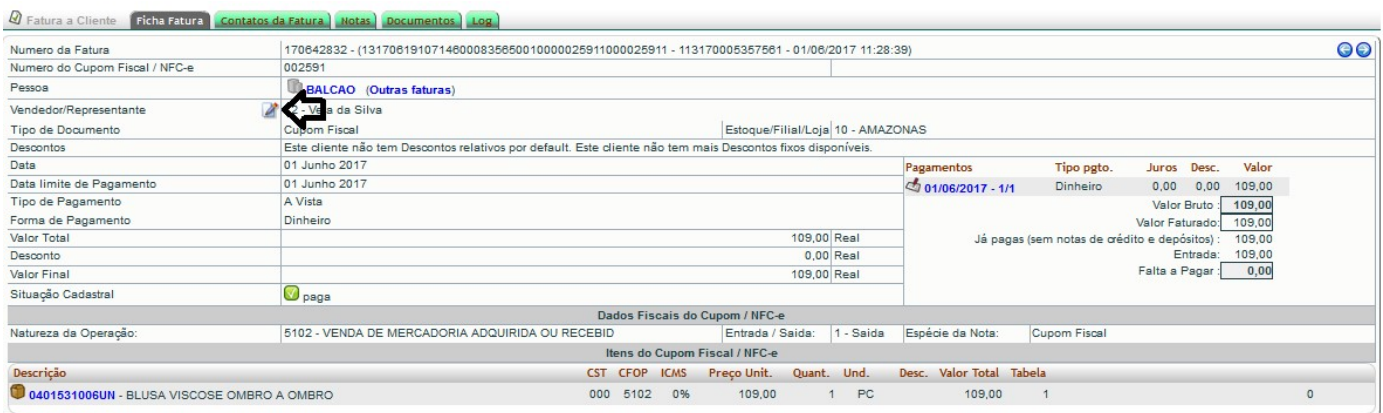 Fatura a Cliente Ficha Fatura Contatos da Fatura Notas Documentos Log
Numero da Fatura 170642832 - (13170619107146000835650010000025911000025911 - 113170005357561 - 01/06/2017 11:28:39)
Numero do Cupom Fiscal / NFC-e 002591
Pessoa BALCAO (Outras faturas)
Vendedor/Representante da Silva
Tipo de Documento Cupom Fiscal Estoque/Filial/Loja 10 - AMAZONAS
Descontos Este cliente não tem Descontos relativos por default. Este cliente não tem mais Descontos fixos disponíveis.
Data 01 Junho 2017
Data limite de Pagamento 01 Junho 2017
Tipo de Pagamento A Vista
Forma de Pagamento Dinheiro
Valor Total 109,00 Real
Desconto 0,00 Real
Valor Final 109,00 Real
Situação Cadastral paga
Pagamentos Tipo pgto. Juros Desc. Valor
01/06/2017 - 1/1 Dinheiro 0,00 0,00 109,00
Valor Bruto : 109,00
Valor Faturado: 109,00
Já pagas (sem notas de crédito e depósitos) : 109,00
Entrada: 109,00
Falta a Pagar : 0,00
Dados Fiscais do Cupom / NFC-e
Natureza da Operação: 5102 - VENDA DE MERCADORIA ADQUIRIDA OU RECEBID Entrada / Saida: 1 - Saida Espécie da Nota: Cupom Fiscal
Itens do Cupom Fiscal / NFC-e
Descrição CST CFOP ICMS Preço Unit. Quant. Und. Desc. Valor Total Tabela
0401531006UN - BLUSA VISCOSE OMBRO A OMBRO 000 5102 0% 109,00 1 PC 109,00 1 0